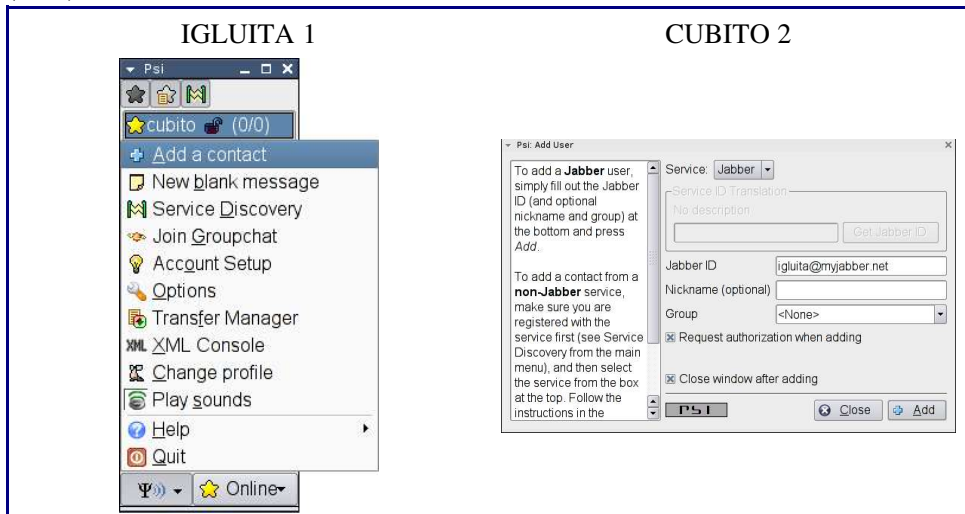 IGLUITA 1
Psi
cubito (0/0)
Add a contact
New blank message
Service Discovery
Join Groupchat
Account Setup
Options
Transfer Manager
XML XML Console
Change profile
Play sounds
Help
Quit
Online
CUBITO 2
Psi: Add User
To add a Jabber user,
simply fill out the Jabber
ID (and optional
nickname and group) at
the bottom and press
Add.
To add a contact from a
non-Jabber service,
make sure you are
registered with the
service first (see Service
Discovery from the main
menu), and then select
the service from the box
at the top. Follow the
instructions in the
Service: Jabber
Service ID Translation
No description
Get Jabber ID
Jabber ID igluita@myjabber.net
Nickname (optional)
Group <None>
Request authorization when adding
Close window after adding
PSI
Close Add